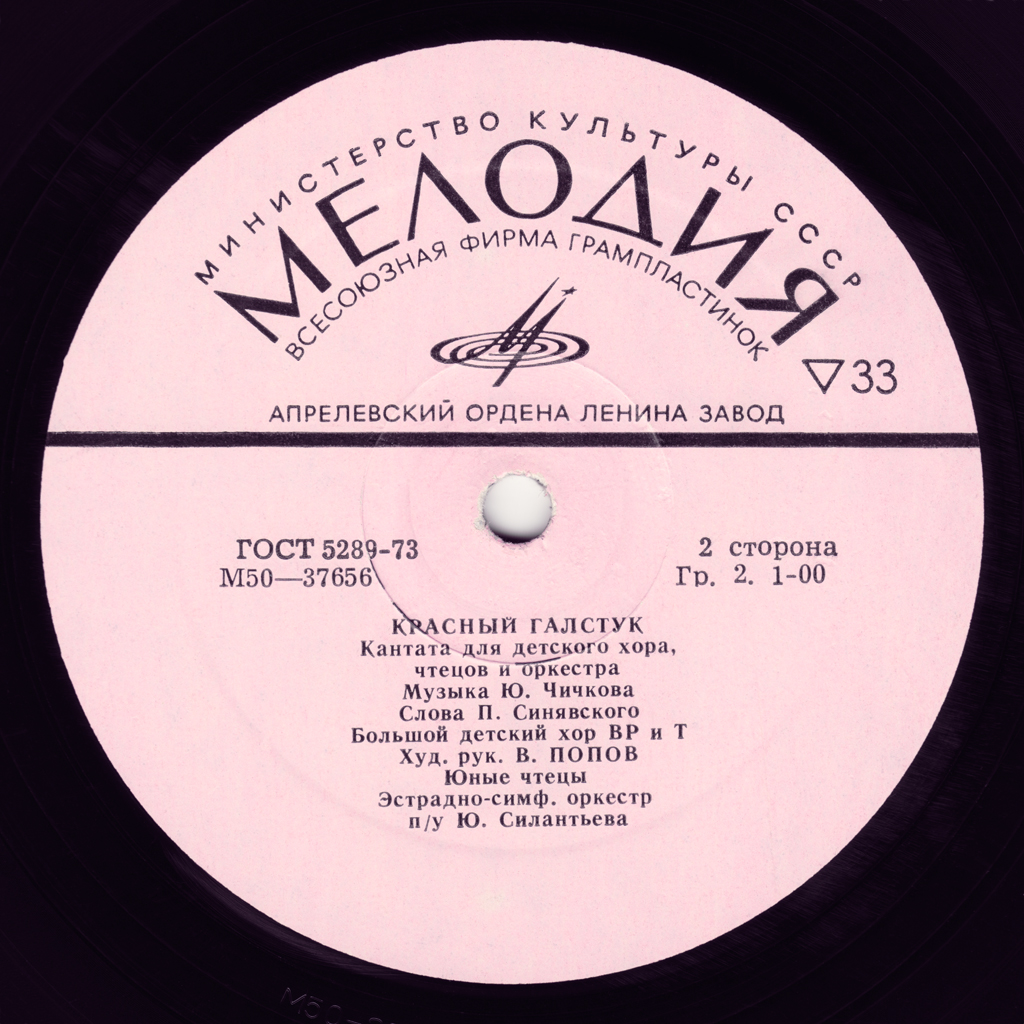 МИНИСТЕРСТВО КУЛЬТУРЫ СССР
МЕЛОДИЯ
ВСЕСОЮЗНАЯ ФИРМА ГРАМПЛАСТИНОК
33
АПРЕЛЕВСКИЙ ОРДЕНА ЛЕНИНА ЗАВОД
ГОСТ 5289-73
М50—37656
2 сторона
Гр. 2. 1-00
КРАСНЫЙ ГАЛСТУК
Кантата для детского хора,
чтецов и оркестра
Музыка Ю. Чичкова
Слова П. Синявского
Большой детский хор ВР и Т
Худ. рук. В. ПОПОВ
Юные чтецы
Эстрадно-симф. оркестр
п/у Ю. Силантьева